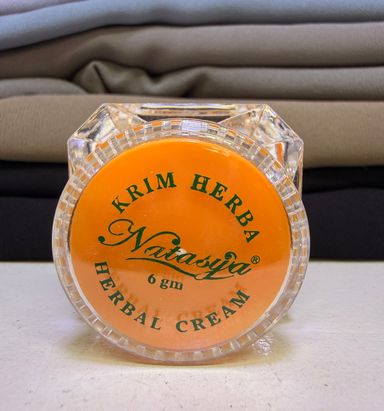 KRIM HERBA
Natasya®
6 gm
HERBAL CREAM